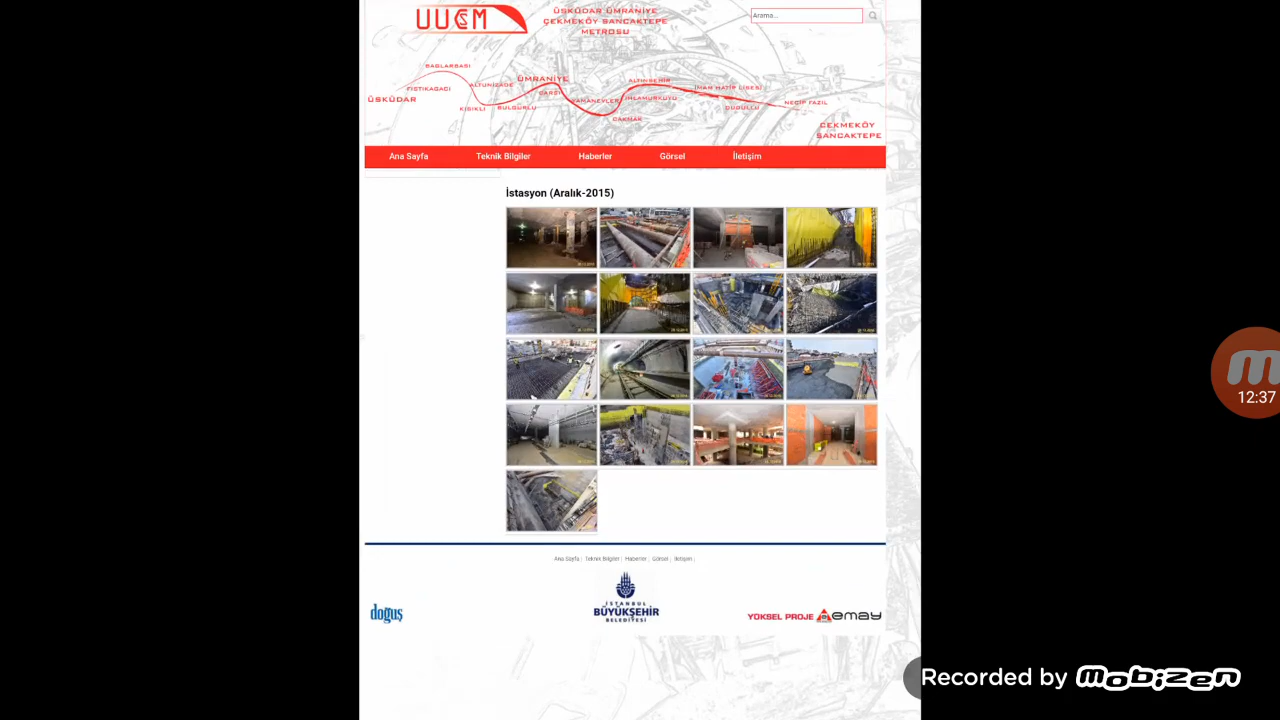 UUCM
ÜSKÜDAR ÜMRANİYE
ÇEKMEKÖY SANCAKTEPE
METROSU
Arama...
BAĞLARBAŞI
FISTIKAĞACI
ÜSKÜDAR
ALTUNİZADE
KISIKLI
BULGURLU
ÜMRANİYE
ÇARŞI
YAMANEVLER
ÇAKMAK
IHLAMURKUYU
ALTINŞEHİR
İMAM HATİP LİSESİ
DUDULLU
NECİP FAZIL
ÇEKMEKÖY
SANCAKTEPE
Ana Sayfa Teknik Bilgiler Haberler Görsel İletişim
İstasyon (Aralık-2015)
12:37
Ana Sayfa | Teknik Bilgiler | Haberler | Görsel | İletişim |
doğuş
İSTANBUL
BÜYÜKŞEHİR
BELEDİYESİ
YÜKSEL PROJE emay
Recorded by mobizen